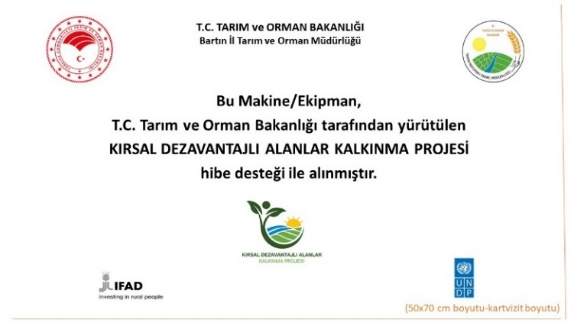 T.C. TARIM ve ORMAN BAKANLIĞI
Bartın İl Tarım ve Orman Müdürlüğü
Bu Makine/Ekipman,
T.C. Tarım ve Orman Bakanlığı tarafından yürütülen
KIRSAL DEZAVANTAJLI ALANLAR KALKINMA PROJESİ
hibe desteği ile alınmıştır.
KIRSAL DEZAVANTAJLI ALANLAR
KALKINMA PROJESİ
IFAD
Investing in rural people
U N
D P
(50x70 cm boyutu-kartvizit boyutu)